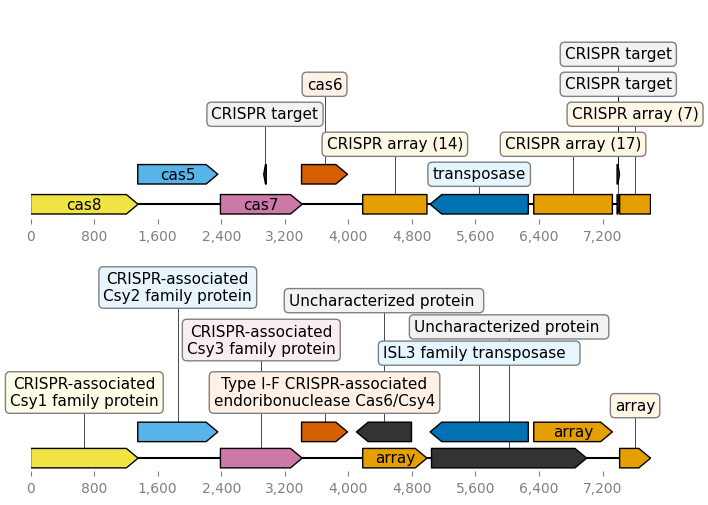 CRISPR target
cas6
CRISPR target
CRISPR target
CRISPR array (7)
CRISPR array (14)
CRISPR array (17)
cas5
transposase
cas8
cas7
0 800 1,600 2,400 3,200 4,000 4,800 5,600 6,400 7,200
CRISPR-associated
Csy2 family protein
Uncharacterized protein
CRISPR-associated
Csy3 family protein
Uncharacterized protein
ISL3 family transposase
CRISPR-associated
Csy1 family protein
Type I-F CRISPR-associated
endoribonuclease Cas6/Csy4
array
array
array
0 800 1,600 2,400 3,200 4,000 4,800 5,600 6,400 7,200